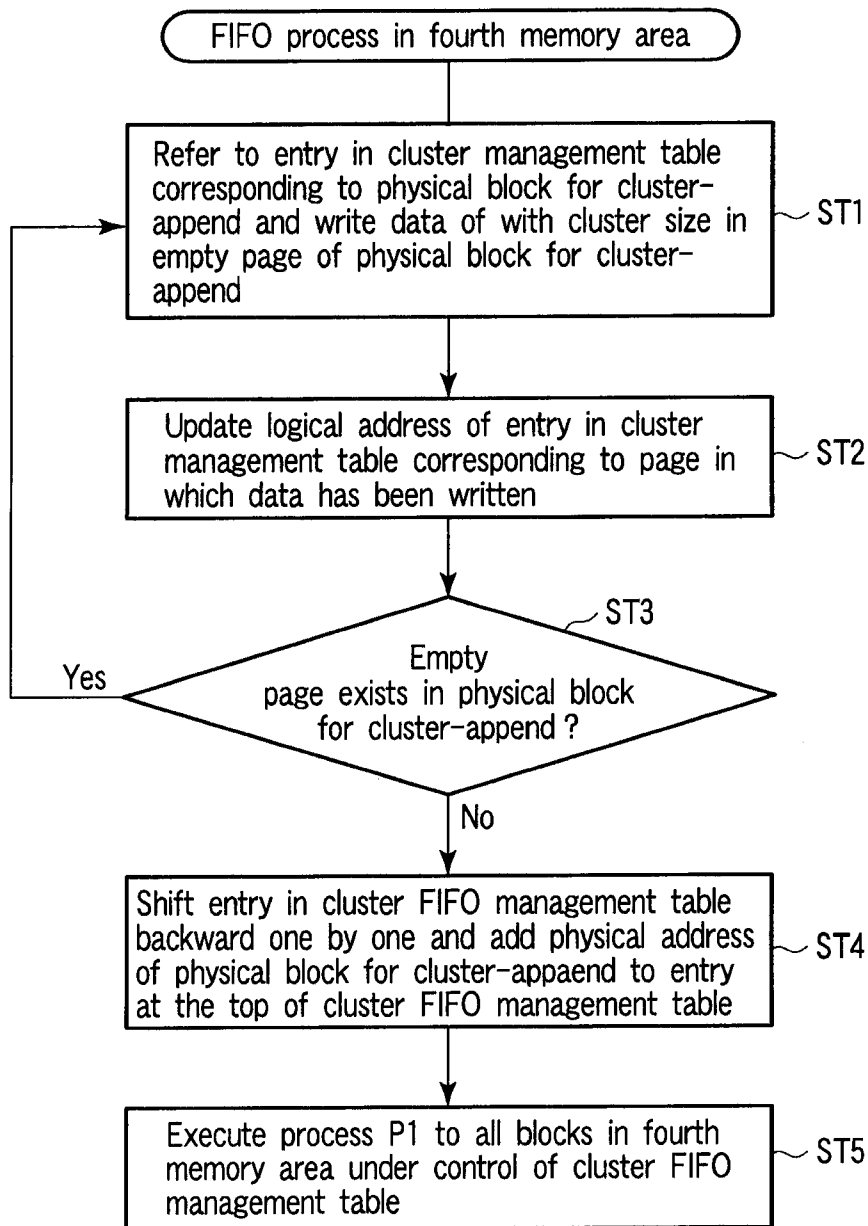 FIFO process in fourth memory area
Refer to entry in cluster management table
corresponding to physical block for cluster-
append and write data of with cluster size in
empty page of physical block for cluster-
append
ST1
Update logical address of entry in cluster
management table corresponding to page in
which data has been written
ST2
ST3
Empty
page exists in physical block
for cluster-append ?
Yes
No
Shift entry in cluster FIFO management table
backward one by one and add physical address
of physical block for cluster-appaend to entry
at the top of cluster FIFO management table
ST4
Execute process P1 to all blocks in fourth
memory area under control of cluster FIFO
management table
ST5